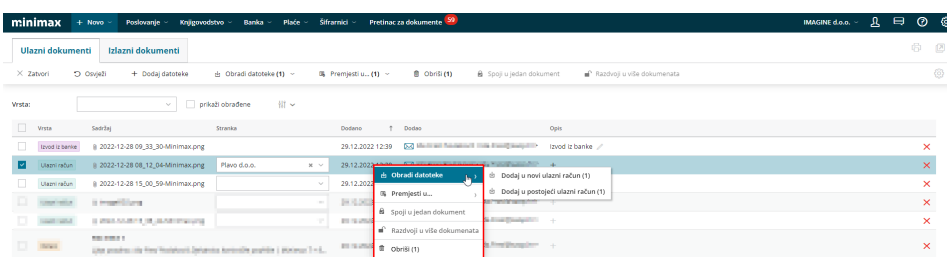 minimax + Novo Poslovanje Knjigovodstvo Banka Plaće Šifrarnici Pretinac za dokumente 59 IMAGINE d.o.o.
Ulazni dokumenti Izlazni dokumenti
Zatvori Osvježi + Dodaj datoteke Obradi datoteke (1) Premjesti u... (1) Obriši (1) Spoji u jedan dokument Razdvoji u više dokumenata
Vrsta: prikaži obrađene
Vrsta Sadržaj Stranka Dodano Dodao Opis
Izvod iz banke 2022-12-28 09_33_30-Minimax.png 29.12.2022 12:39 Izvod iz banke
Ulazni račun 2022-12-28 08_12_04-Minimax.png Plavo d.o.o. 29.12.2022
Obradi datoteke Dodaj u novi ulazni račun (1)
Ulazni račun 2022-12-28 15_00_59-Minimax.png 29.12.2022
Premjesti u... Dodaj u postojeći ulazni račun (1)
Spoji u jedan dokument
Razdvoji u više dokumenata
Obriši (1)